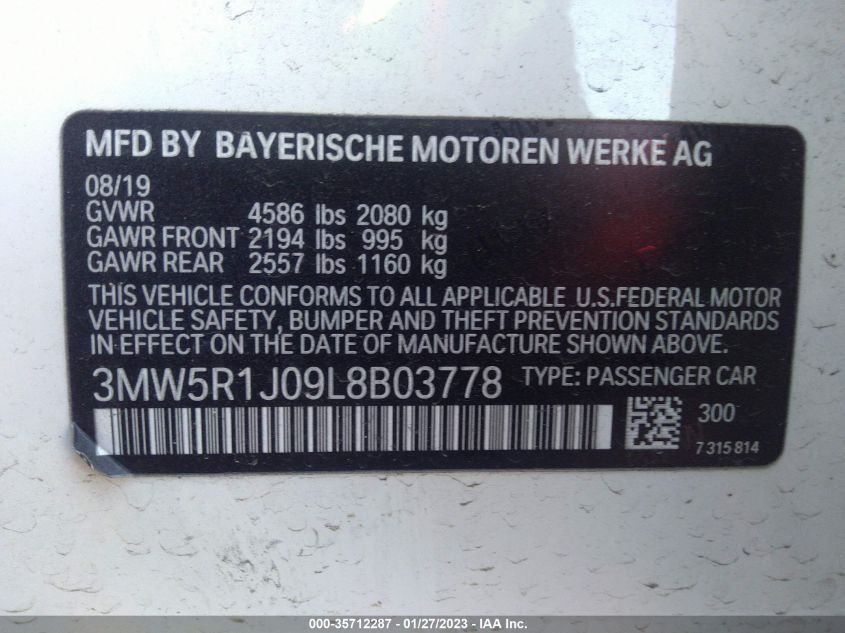 MFD BY BAYERISCHE MOTOREN WERKE AG
08/19
GVWR 4586 lbs 2080 kg
GAWR FRONT 2194 lbs 995 kg
GAWR REAR 2557 lbs 1160 kg
THIS VEHICLE CONFORMS TO ALL APPLICABLE U.S.FEDERAL MOTOR
VEHICLE SAFETY, BUMPER AND THEFT PREVENTION STANDARDS
IN EFFECT ON THE DATE OF MANUFACTURE SHOWN ABOVE.
3MW5R1J09L8B03778 TYPE: PASSENGER CAR
300
7 315 814
000-35712287 - 01/27/2023 - IAA Inc.